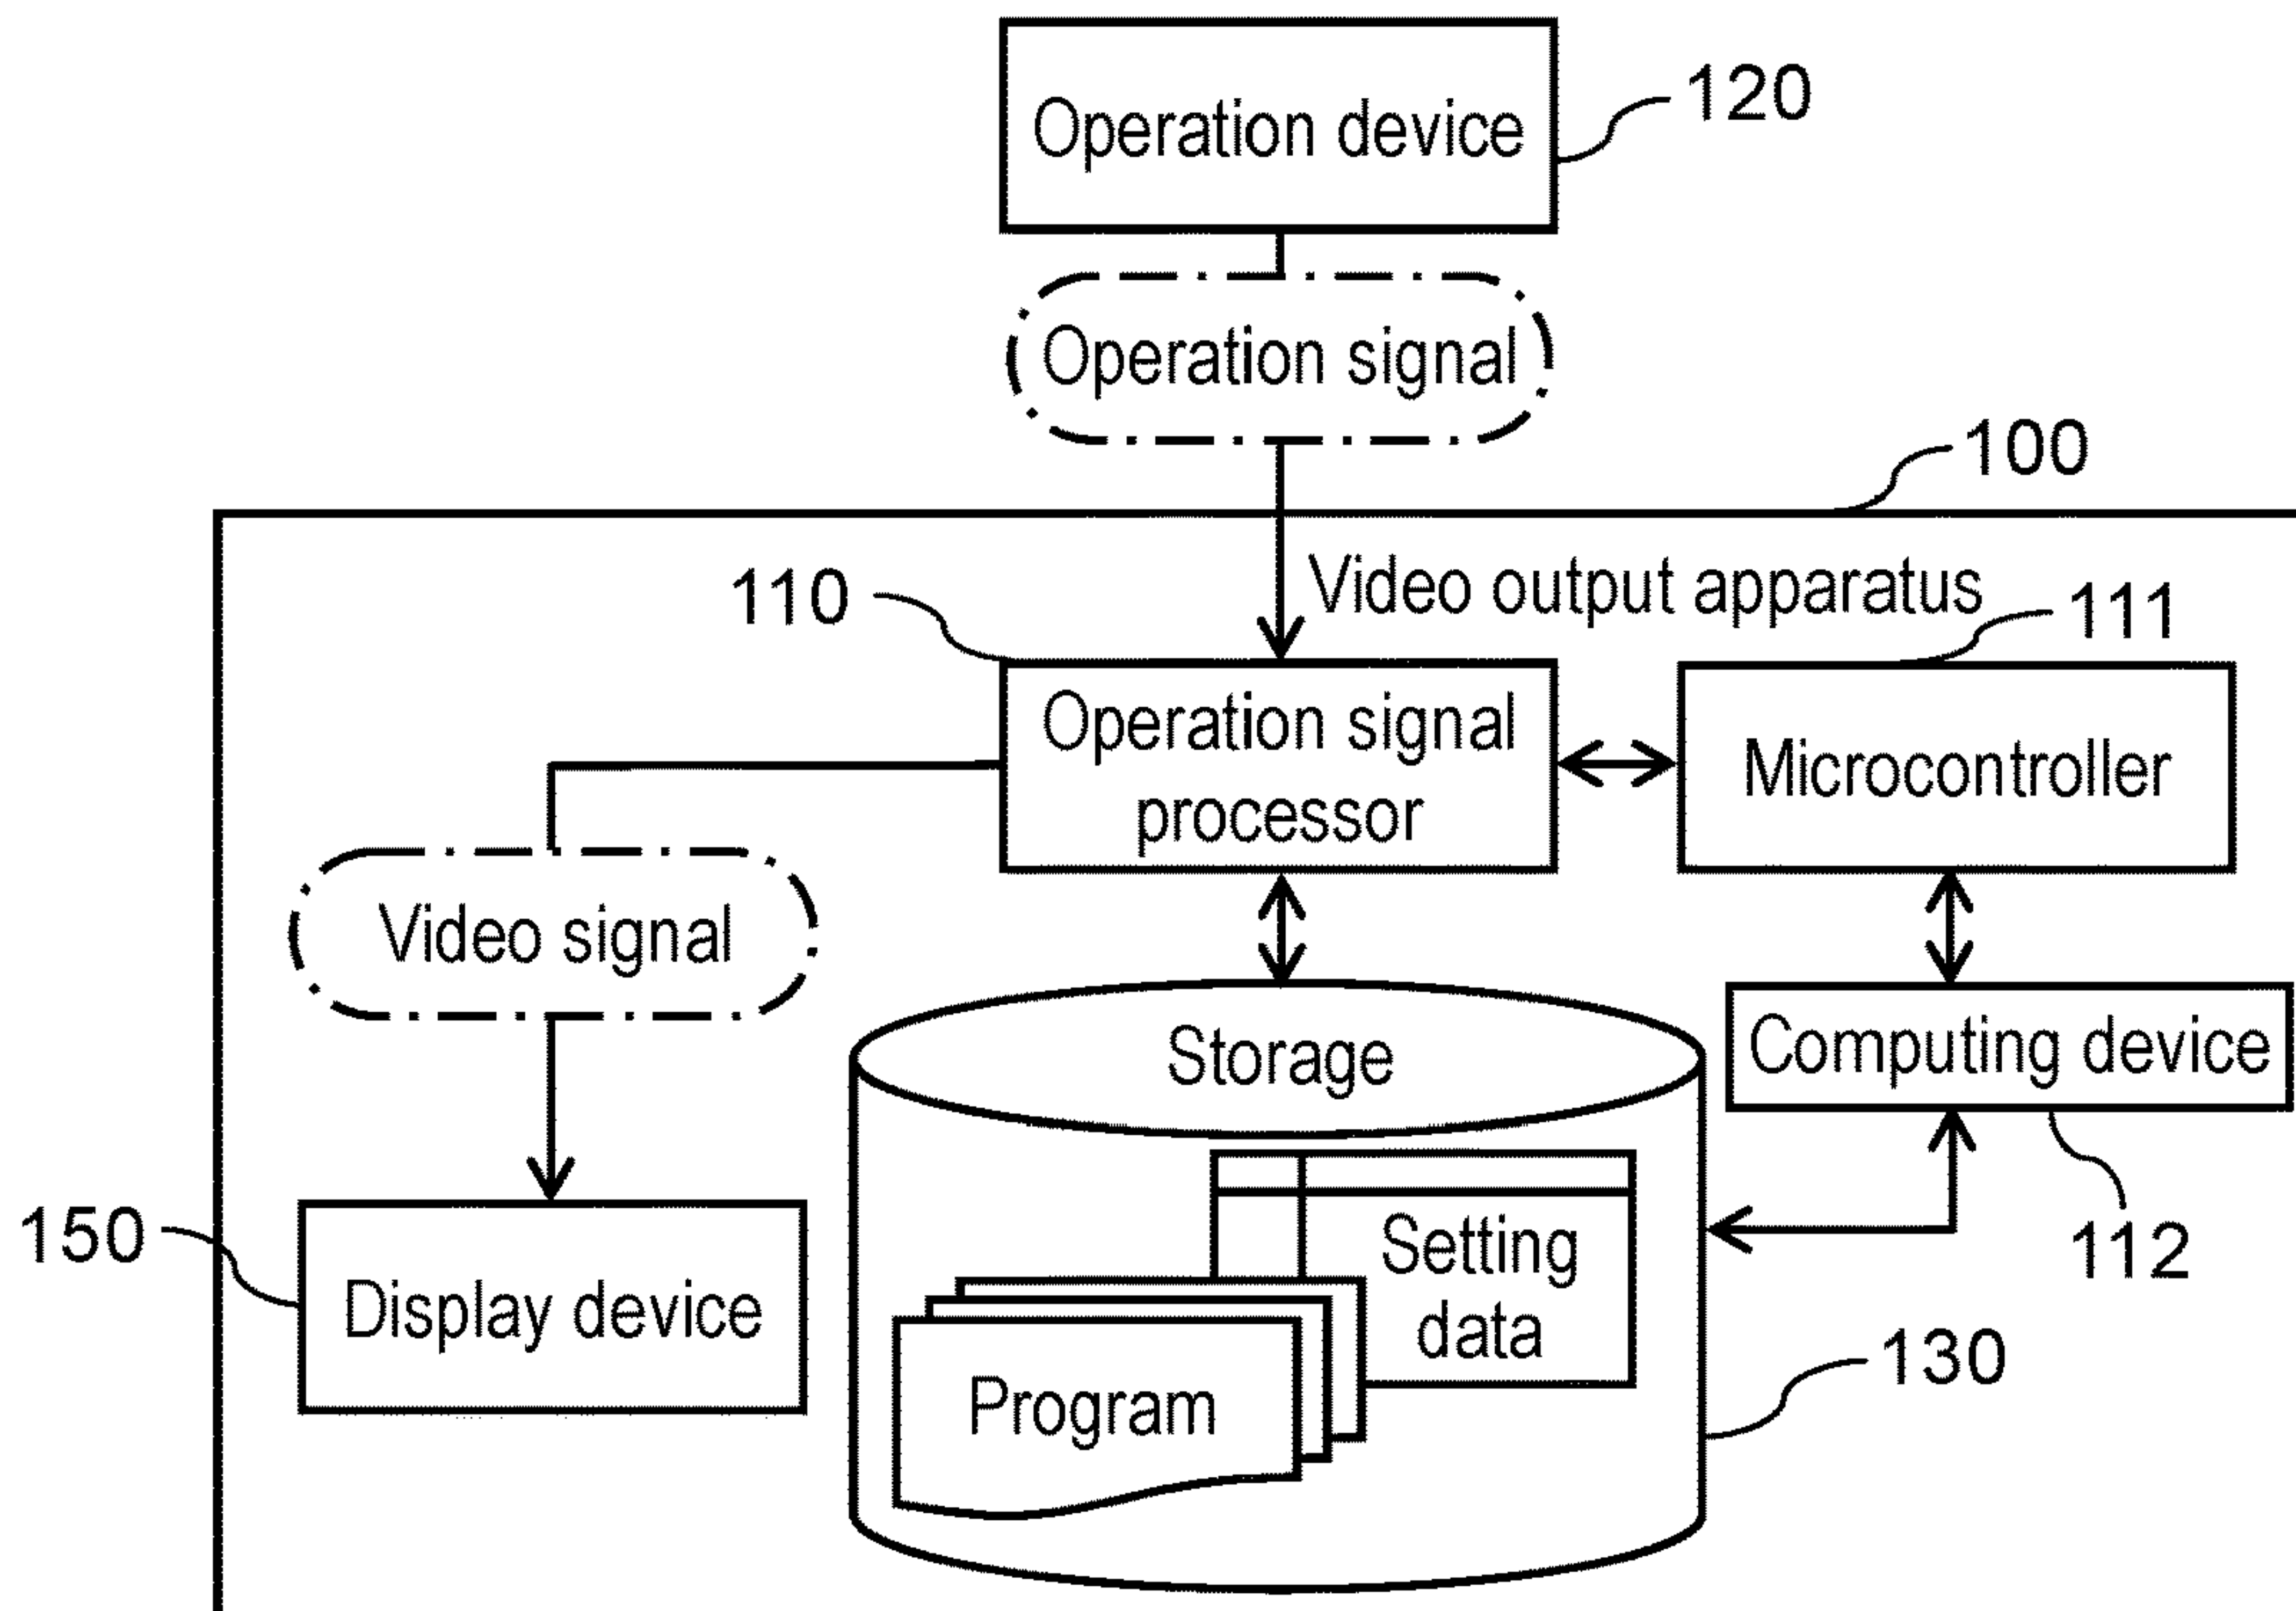 Operation device
120
Operation signal
100
Video output apparatus
110
111
Operation signal
processor
Microcontroller
Video signal
Storage
Computing device
150
Display device
Setting
data
112
Program
130